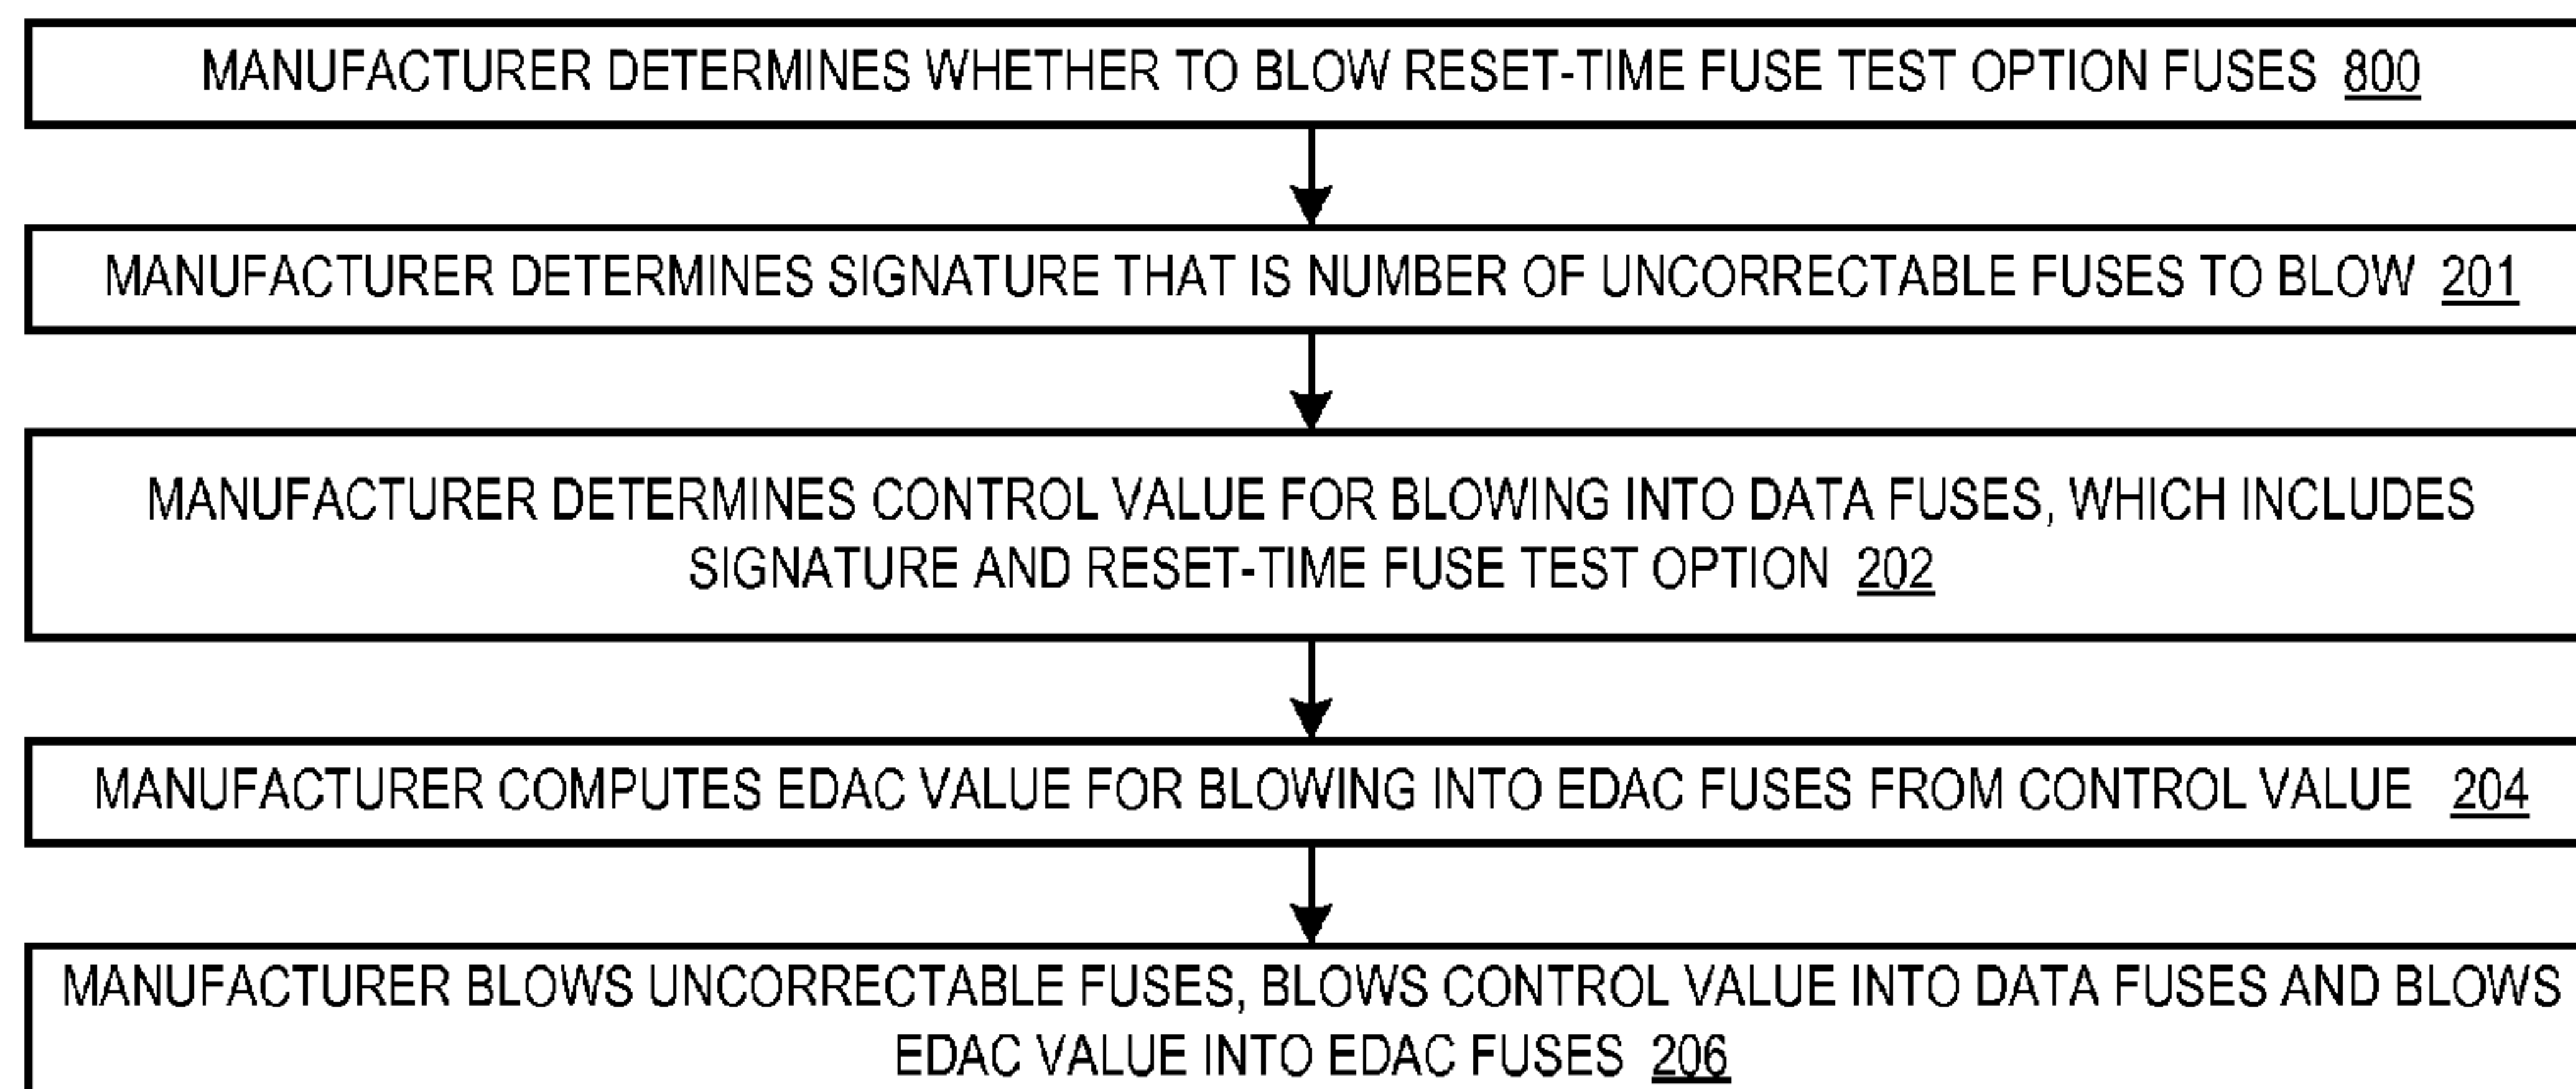 MANUFACTURER DETERMINES WHETHER TO BLOW RESET-TIME FUSE TEST OPTION FUSES 800
MANUFACTURER DETERMINES SIGNATURE THAT IS NUMBER OF UNCORRECTABLE FUSES TO BLOW 201
MANUFACTURER DETERMINES CONTROL VALUE FOR BLOWING INTO DATA FUSES, WHICH INCLUDES
SIGNATURE AND RESET-TIME FUSE TEST OPTION 202
MANUFACTURER COMPUTES EDAC VALUE FOR BLOWING INTO EDAC FUSES FROM CONTROL VALUE 204
MANUFACTURER BLOWS UNCORRECTABLE FUSES, BLOWS CONTROL VALUE INTO DATA FUSES AND BLOWS
EDAC VALUE INTO EDAC FUSES 206